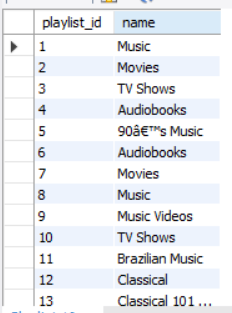 playlist_id name
1 Music
2 Movies
3 TV Shows
4 Audiobooks
5 90â€™s Music
6 Audiobooks
7 Movies
8 Music
9 Music Videos
10 TV Shows
11 Brazilian Music
12 Classical
13 Classical 101 ...